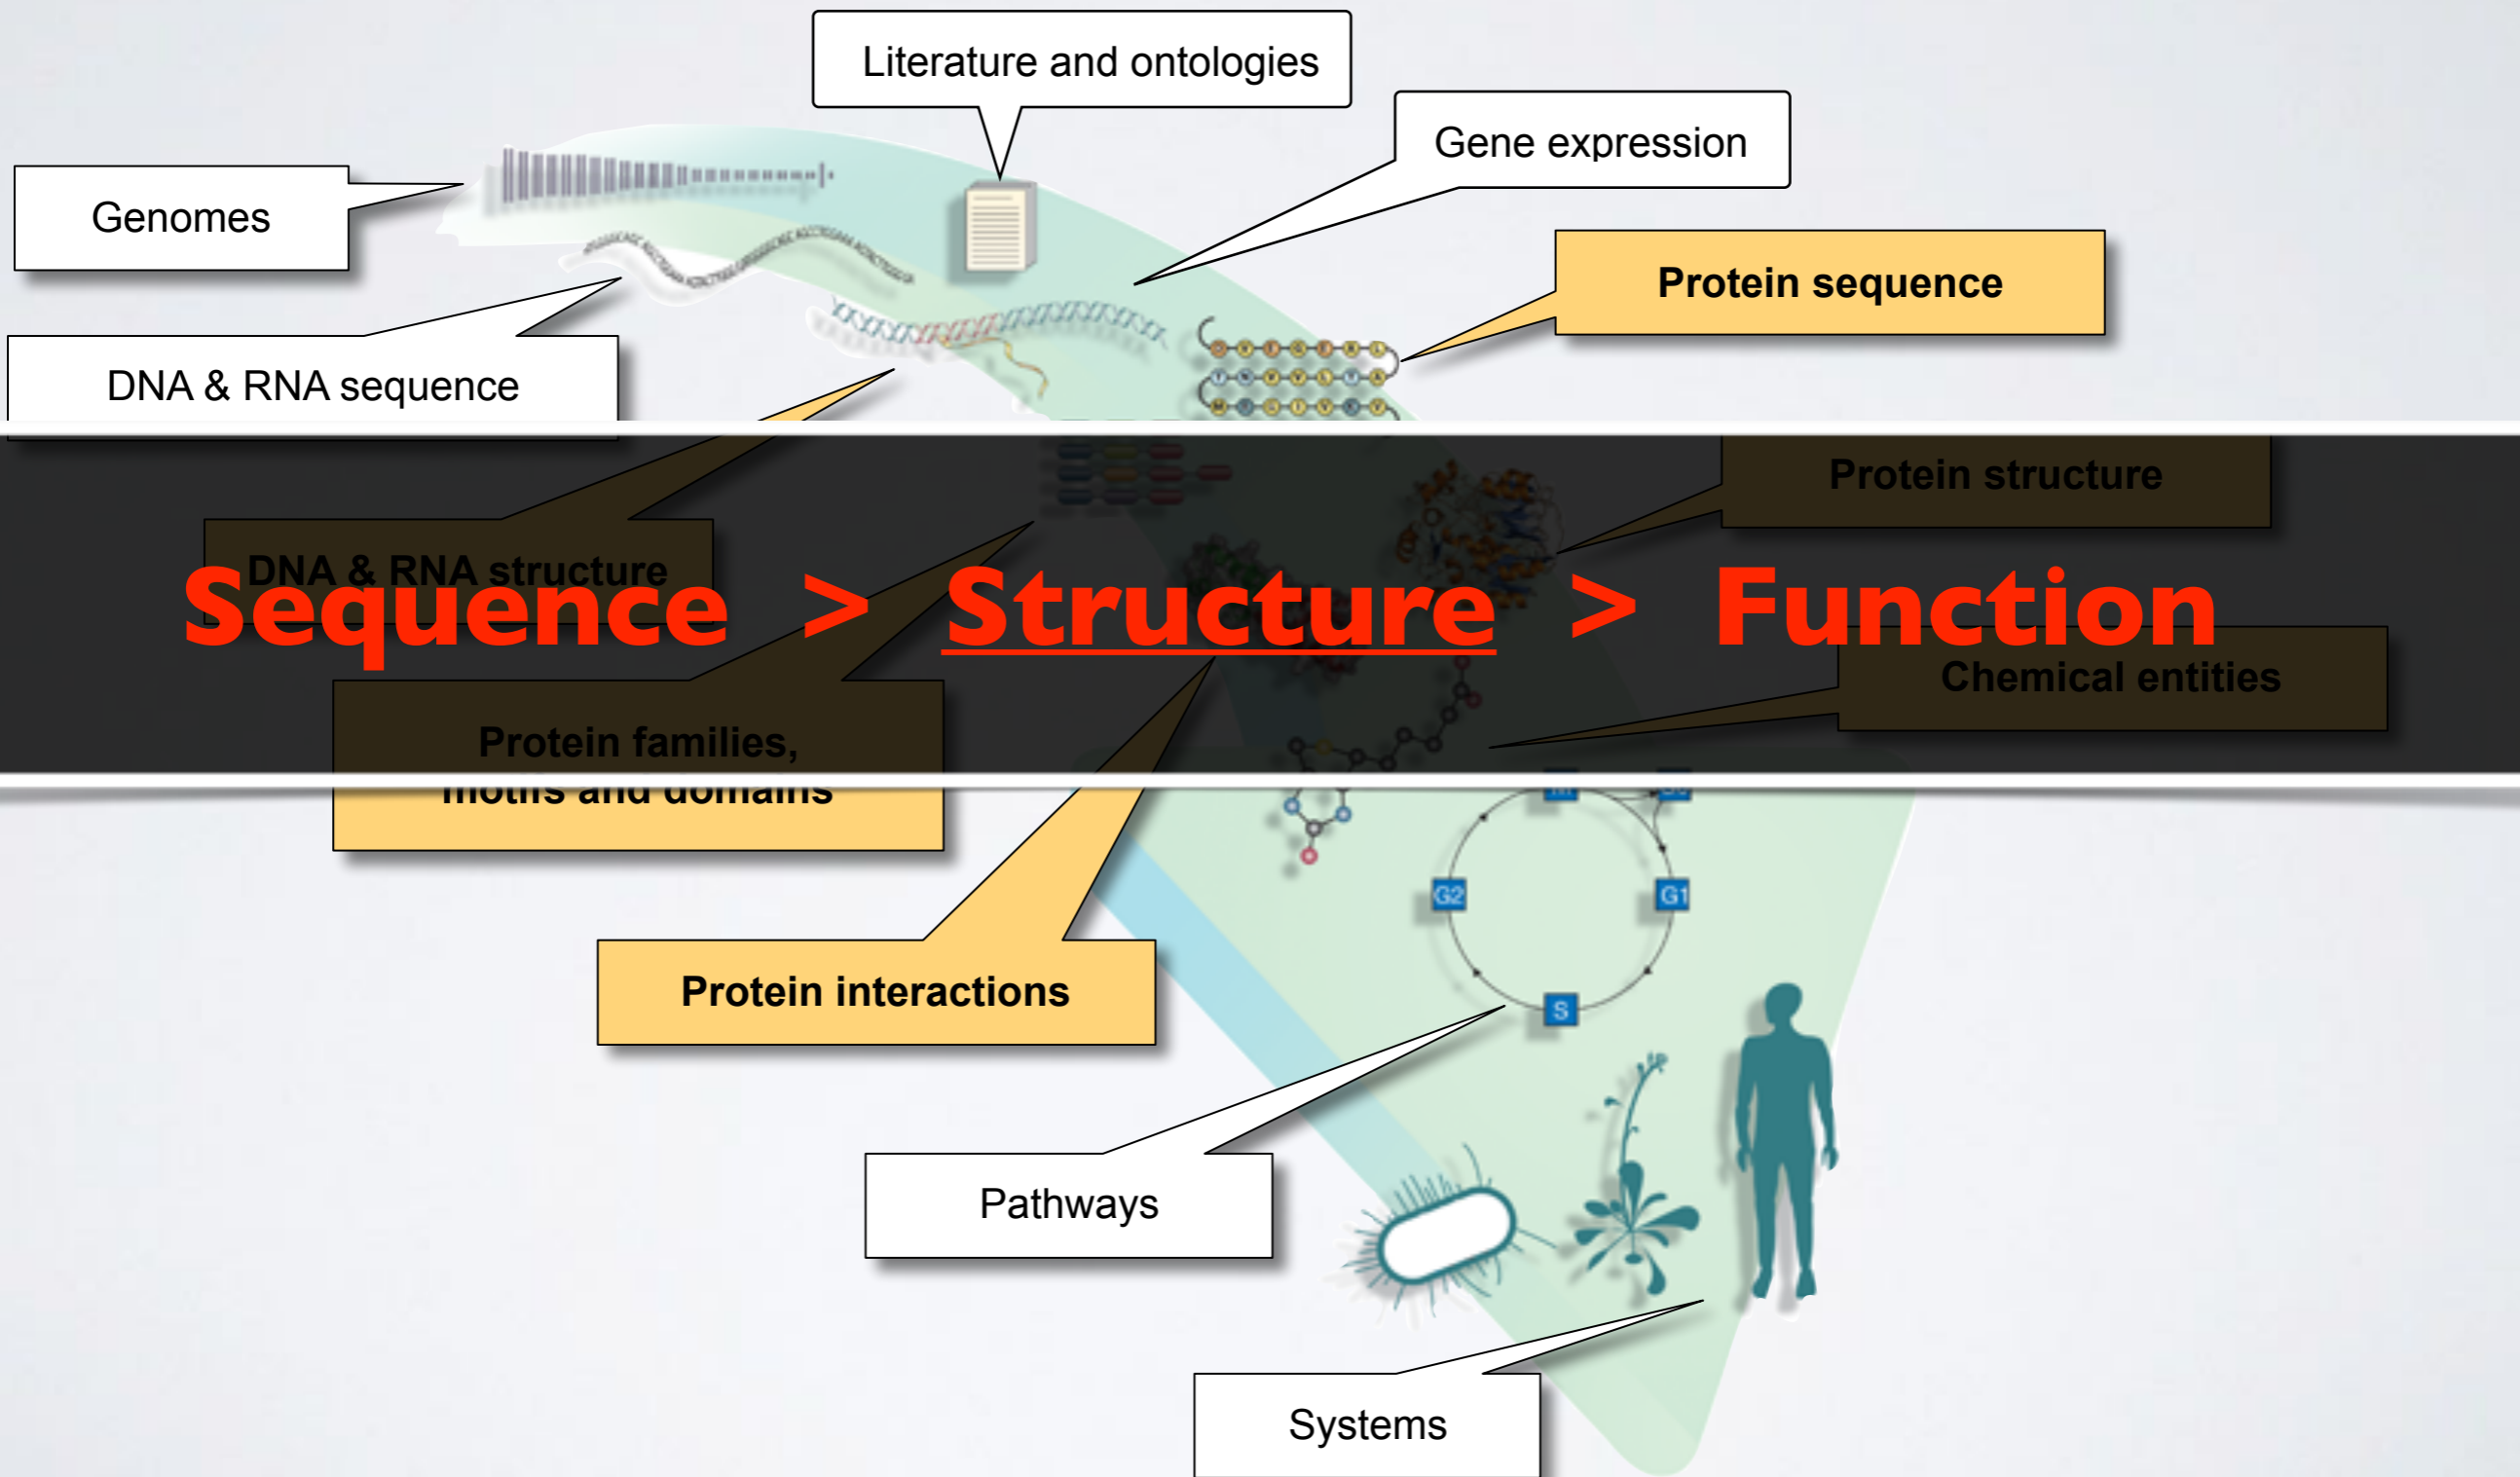 Literature and ontologies
Gene expression
Genomes
Protein sequence
DNA & RNA sequence
Protein structure
DNA & RNA structure
Sequence > Structure > Function
Chemical entities
Protein families,
motifs and domains
G2
G1
S
Protein interactions
Pathways
Systems